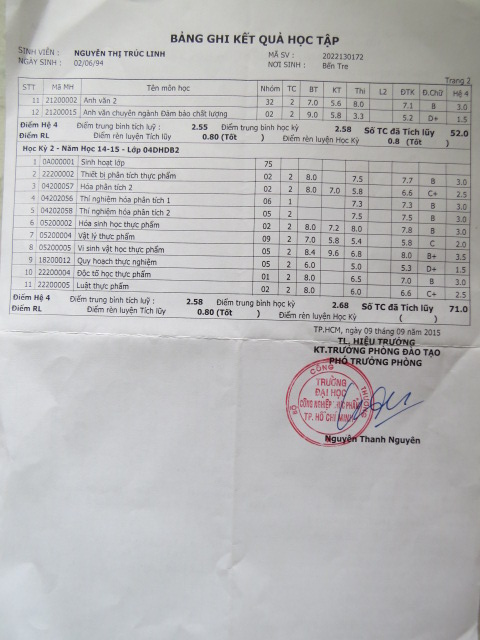 BẢNG GHI KẾT QUẢ HỌC TẬP
SINH VIÊN : NGUYỄN THỊ TRÚC LINH MÃ SV : 2022130172
NGÀY SINH : 02/06/94 NƠI SINH : Bến Tre
Trang 2
STT Mã MH Tên môn học Nhóm TC BT KT Thi L2 ĐTK Đ.Chữ Hệ 4
11 21200002 Anh văn 2 32 2 7.0 5.6 8.0 7.1 B 3.0
12 21200015 Anh văn chuyên ngành Đảm bảo chất lượng 02 2 9.0 5.8 3.3 5.2 D+ 1.5
Điểm Hệ 4 Điểm trung bình tích luỹ : 2.55 Điểm trung bình học kỳ 2.58 Số TC đã Tích lũy 52.0
Điểm RL Điểm rèn luyện Tích lũy 0.80 (Tốt ) Điểm rèn luyện Học kỳ 0.8 (Tốt )
Học Kỳ 2 - Năm Học 14-15 - Lớp 04DHDB2
1 0A000001 Sinh hoạt lớp 75
2 22200002 Thiết bị phân tích thực phẩm 02 2 8.0 7.5 7.7 B 3.0
3 04200057 Hóa phân tích 2 02 2 8.0 7.0 5.8 6.6 C+ 2.5
4 04202056 Thí nghiệm hóa phân tích 1 06 1 7.3 7.3 B 3.0
5 04202058 Thí nghiệm hóa phân tích 2 05 2 7.5 7.5 B 3.0
6 05200002 Hóa sinh học thực phẩm 02 2 8.0 7.2 8.0 7.8 B 3.0
7 05200004 Vật lý thực phẩm 09 2 7.0 5.8 5.4 5.8 C 2.0
8 05200005 Vi sinh vật học thực phẩm 05 2 8.4 9.6 6.8 8.0 B+ 3.5
9 18200012 Quy hoạch thực nghiệm 05 2 6.0 5.0 5.3 D+ 1.5
10 22200004 Độc tố học thực phẩm 01 2 8.0 6.5 7.0 B 3.0
11 22200005 Luật thực phẩm 02 2 8.0 6.0 6.6 C+ 2.5
Điểm Hệ 4 Điểm trung bình tích luỹ : 2.58 Điểm trung bình học kỳ 2.68 Số TC đã Tích lũy 71.0
Điểm RL Điểm rèn luyện Tích lũy 0.80 (Tốt ) Điểm rèn luyện Học kỳ ( )
TP.HCM, ngày 09 tháng 09 năm 2015
TL. HIỆU TRƯỞNG
KT.TRƯỞNG PHÒNG ĐÀO TẠO
PHÓ TRƯỞNG PHÒNG
BỘ CÔNG THƯƠNG
TRƯỜNG
ĐẠI HỌC
CÔNG NGHIỆP THỰC PHẨM
TP. HỒ CHÍ MINH
Nguyễn Thanh Nguyên